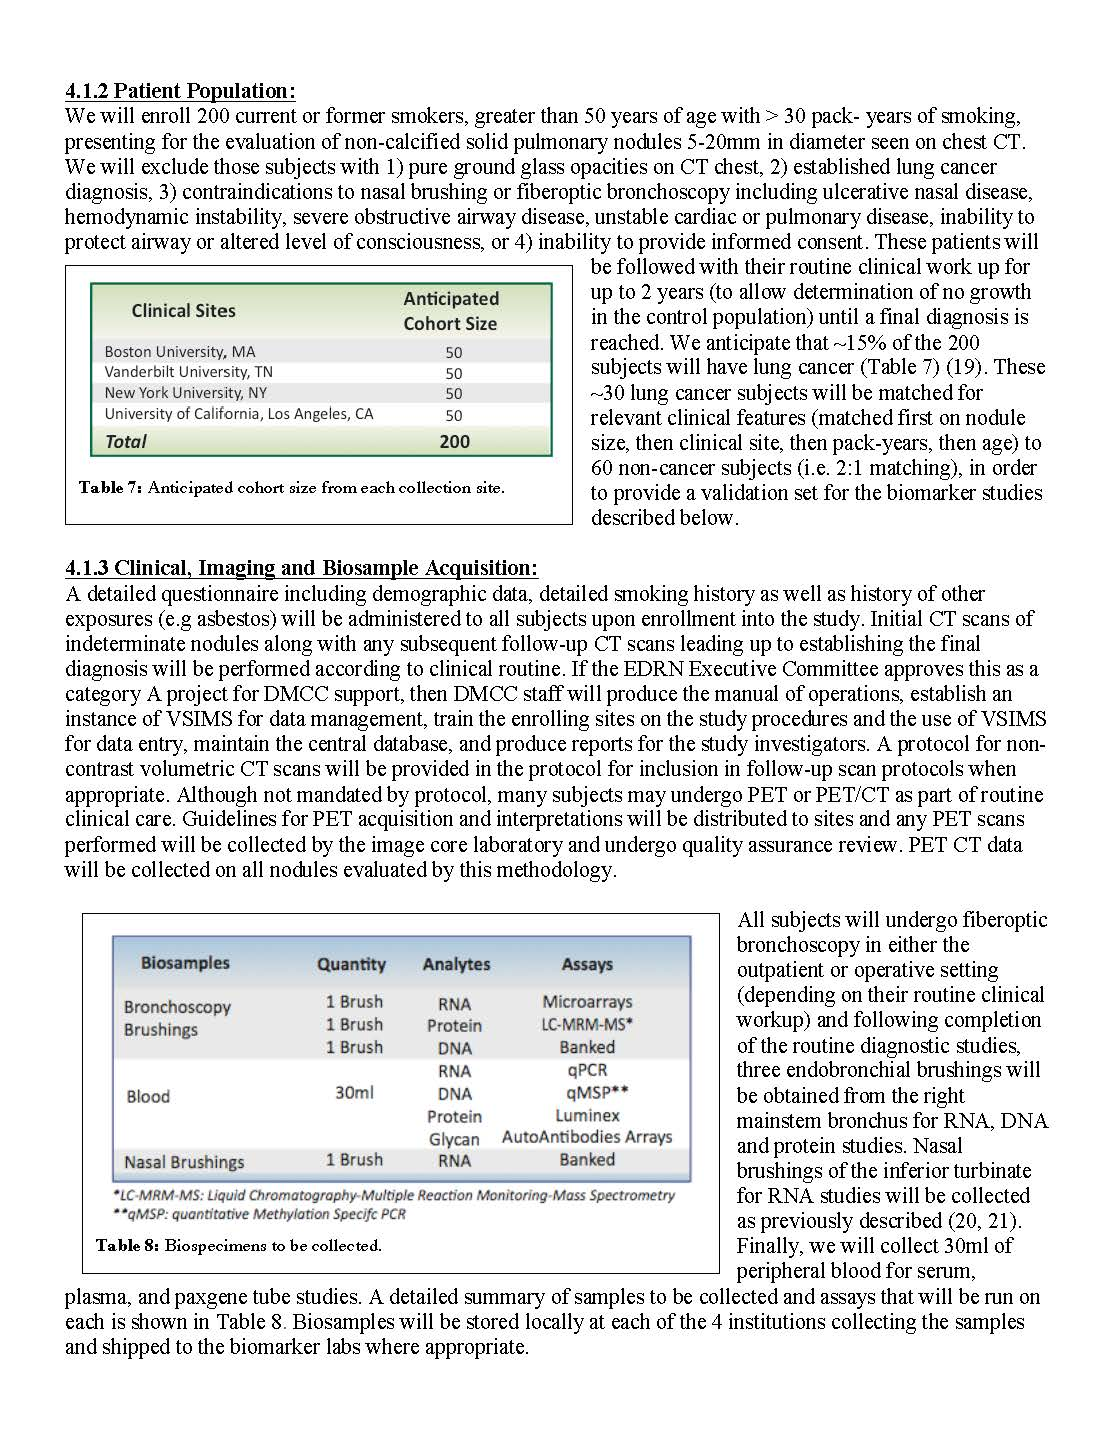 4.1.2 Patient Population:
We will enroll 200 current or former smokers, greater than 50 years of age with > 30 pack- years of smoking,
presenting for the evaluation of non-calcified solid pulmonary nodules 5-20mm in diameter seen on chest CT.
We will exclude those subjects with 1) pure ground glass opacities on CT chest, 2) established lung cancer
diagnosis, 3) contraindications to nasal brushing or fiberoptic bronchoscopy including ulcerative nasal disease,
hemodynamic instability, severe obstructive airway disease, unstable cardiac or pulmonary disease, inability to
protect airway or altered level of consciousness, or 4) inability to provide informed consent. These patients will
be followed with their routine clinical work up for
up to 2 years (to allow determination of no growth
in the control population) until a final diagnosis is
reached. We anticipate that ~15% of the 200
subjects will have lung cancer (Table 7) (19). These
~30 lung cancer subjects will be matched for
relevant clinical features (matched first on nodule
size, then clinical site, then pack-years, then age) to
60 non-cancer subjects (i.e. 2:1 matching), in order
to provide a validation set for the biomarker studies
described below.
Clinical Sites Anticipated
Cohort Size
Boston University, MA 50
Vanderbilt University, TN 50
New York University, NY 50
University of California, Los Angeles, CA 50
Total 200
Table 7: Anticipated cohort size from each collection site.
4.1.3 Clinical, Imaging and Biosample Acquisition:
A detailed questionnaire including demographic data, detailed smoking history as well as history of other
exposures (e.g asbestos) will be administered to all subjects upon enrollment into the study. Initial CT scans of
indeterminate nodules along with any subsequent follow-up CT scans leading up to establishing the final
diagnosis will be performed according to clinical routine. If the EDRN Executive Committee approves this as a
category A project for DMCC support, then DMCC staff will produce the manual of operations, establish an
instance of VSIMS for data management, train the enrolling sites on the study procedures and the use of VSIMS
for data entry, maintain the central database, and produce reports for the study investigators. A protocol for non-
contrast volumetric CT scans will be provided in the protocol for inclusion in follow-up scan protocols when
appropriate. Although not mandated by protocol, many subjects may undergo PET or PET/CT as part of routine
clinical care. Guidelines for PET acquisition and interpretations will be distributed to sites and any PET scans
performed will be collected by the image core laboratory and undergo quality assurance review. PET CT data
will be collected on all nodules evaluated by this methodology.
Biosamples Quantity Analytes Assays
Bronchoscopy 1 Brush RNA Microarrays
Brushings 1 Brush Protein LC-MRM-MS*
1 Brush DNA Banked
RNA qPCR
Blood 30ml DNA qMSP**
Protein Luminex
Glycan AutoAntibodies Arrays
Nasal Brushings 1 Brush RNA Banked
*LC-MRM-MS: Liquid Chromatography-Multiple Reaction Monitoring-Mass Spectrometry
**qMSP: quantitative Methylation Specifc PCR
Table 8: Biospecimens to be collected.
All subjects will undergo fiberoptic
bronchoscopy in either the
outpatient or operative setting
(depending on their routine clinical
workup) and following completion
of the routine diagnostic studies,
three endobronchial brushings will
be obtained from the right
mainstem bronchus for RNA, DNA
and protein studies. Nasal
brushings of the inferior turbinate
for RNA studies will be collected
as previously described (20, 21).
Finally, we will collect 30ml of
peripheral blood for serum,
plasma, and paxgene tube studies. A detailed summary of samples to be collected and assays that will be run on
each is shown in Table 8. Biosamples will be stored locally at each of the 4 institutions collecting the samples
and shipped to the biomarker labs where appropriate.